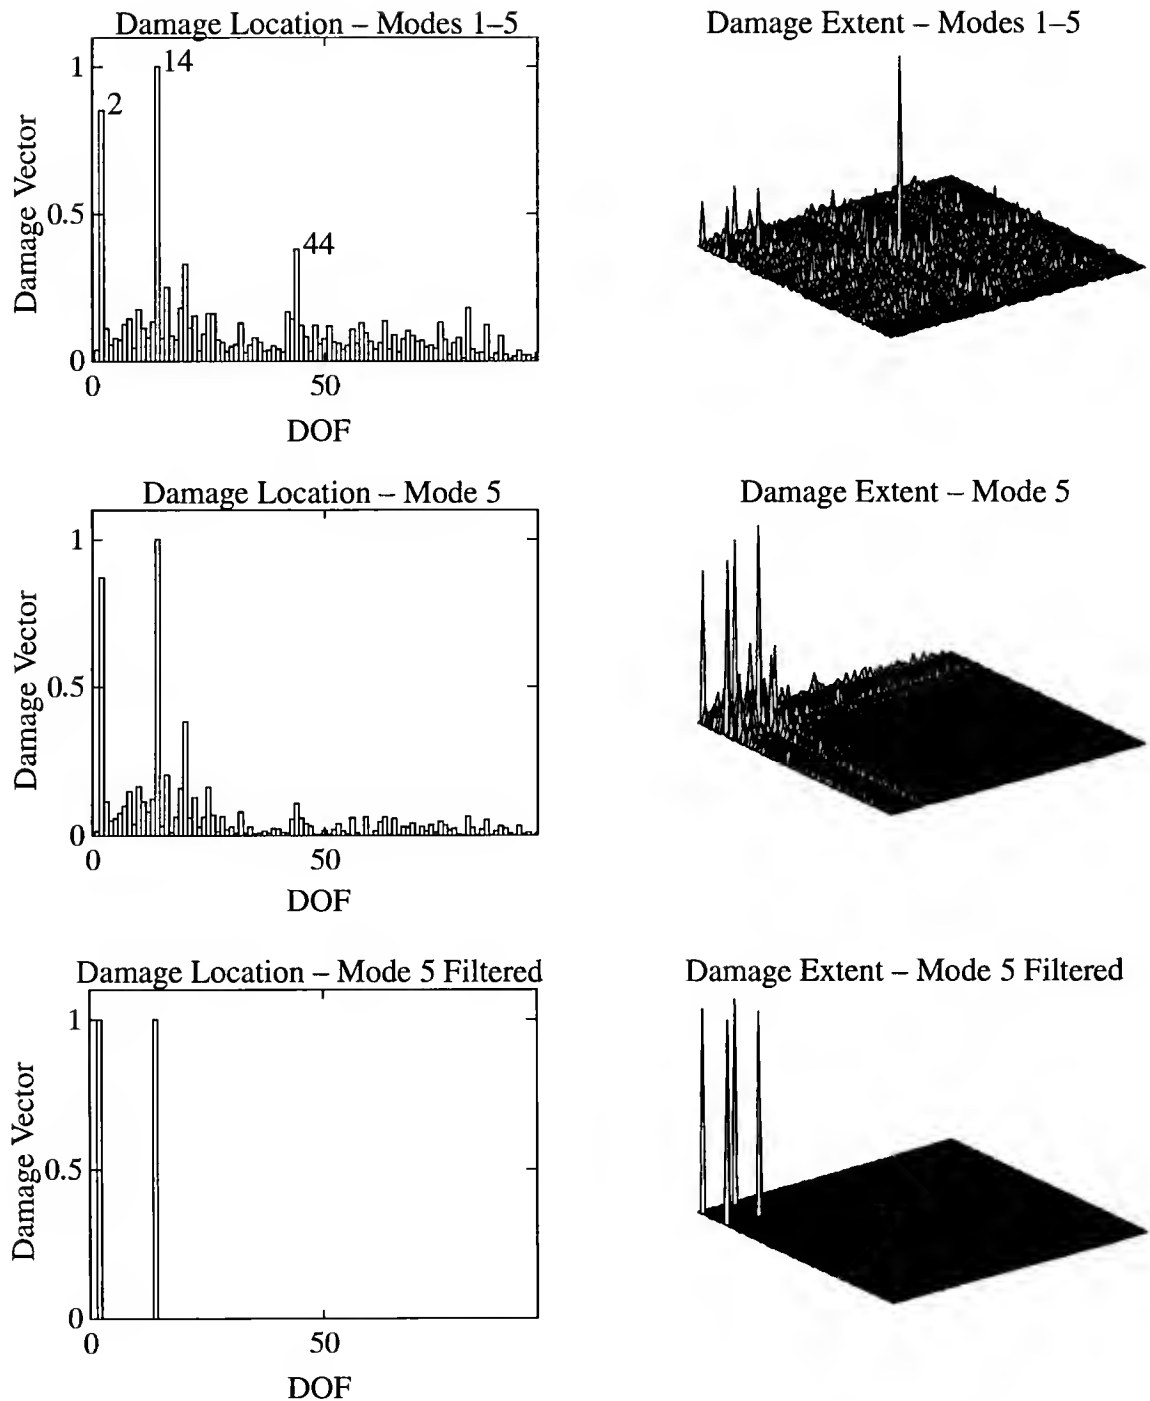 Damage Location – Modes 1–5
Damage Extent – Modes 1–5
1
14
2
Damage Vector
0.5
44
0
0
50
DOF
Damage Location – Mode 5
Damage Extent – Mode 5
1
Damage Vector
0.5
0
0
50
DOF
Damage Location – Mode 5 Filtered
Damage Extent – Mode 5 Filtered
1
Damage Vector
0.5
0
0
50
DOF